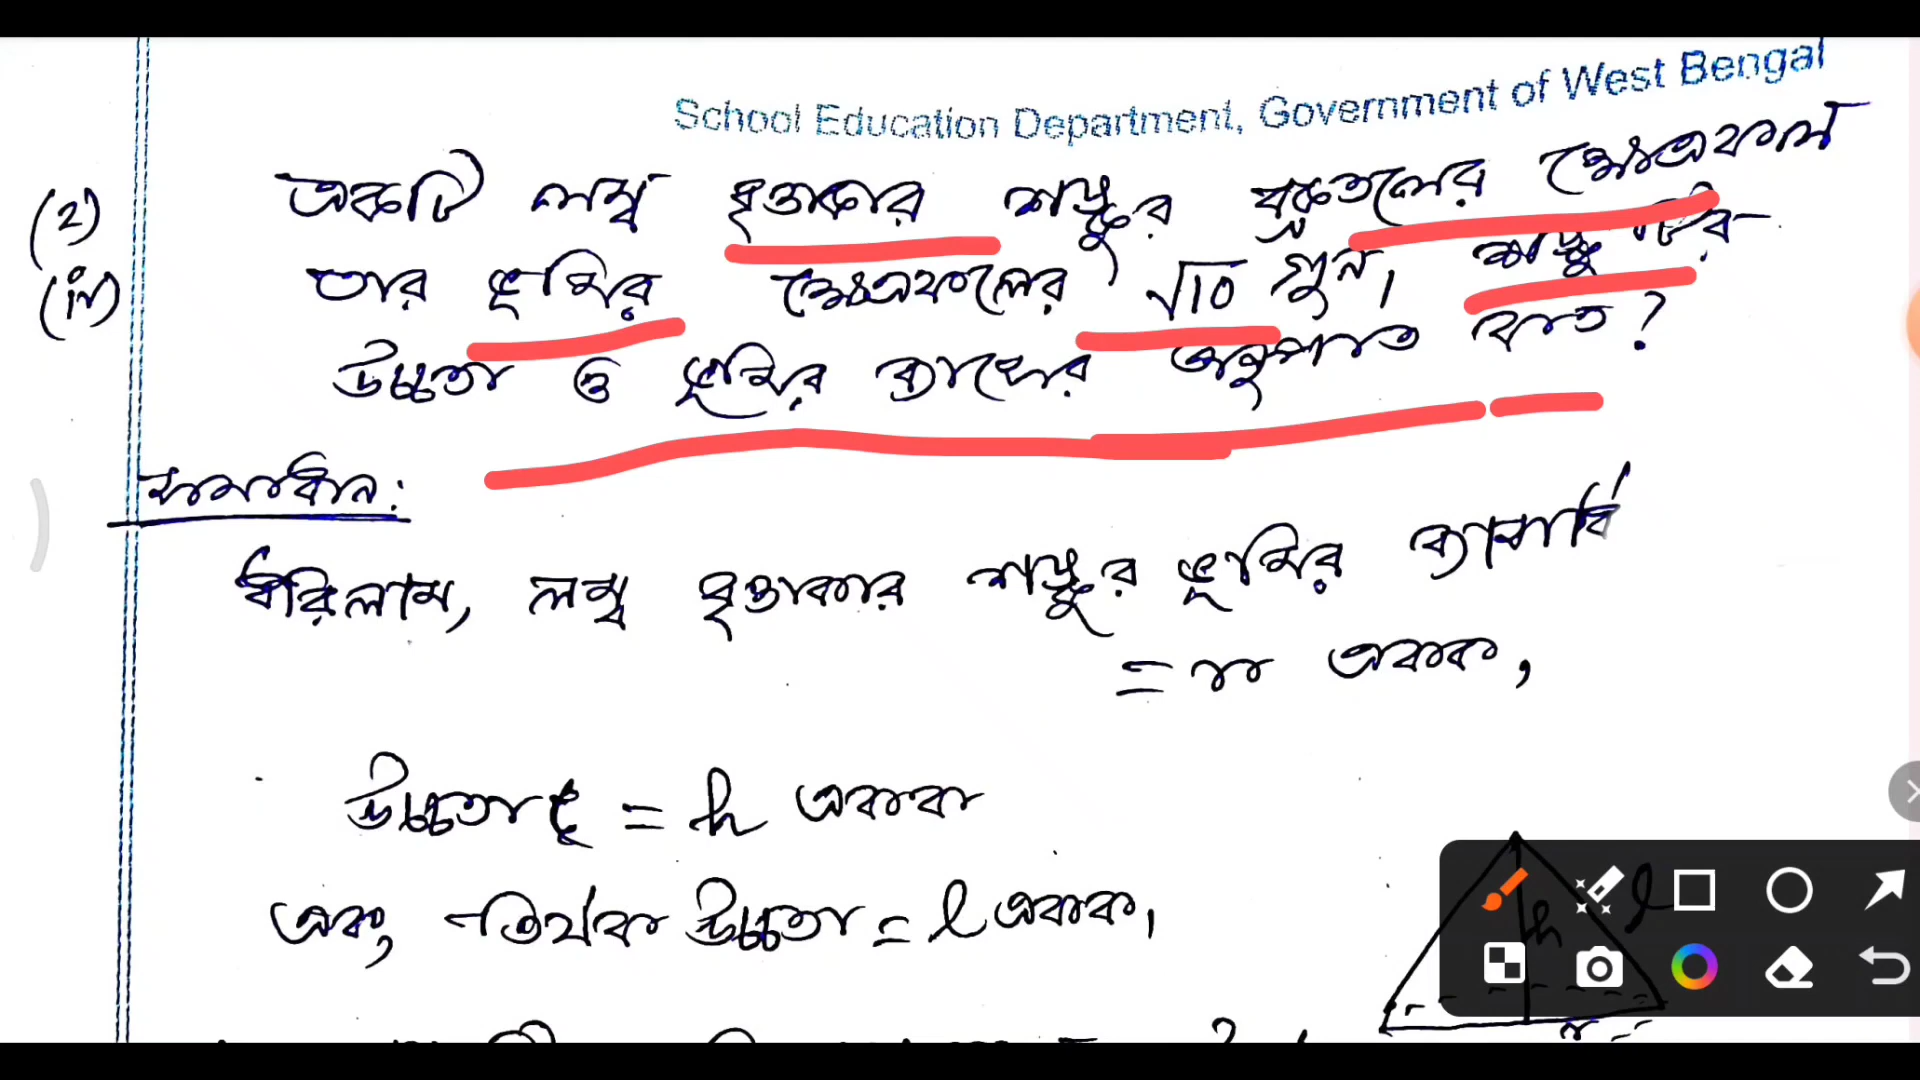 School Education Department, Government of West Bengal
(2) একটি লম্ব বৃত্তাকার শঙ্কুর বক্রতলের ক্ষেত্রফল
(iv) তার ভূমির ক্ষেত্রফলের √10 গুন। শঙ্কুটির
উচ্চতা ও ভূমির ব্যাসের অনুপাত কত?
সমাধান:
ধরিলাম, লম্ব বৃত্তাকার শঙ্কুর ভূমির ব্যাসার্ধ
= r একক,
উচ্চতা = h একক
এবং, তির্যক উচ্চতা = l একক।
h l
r